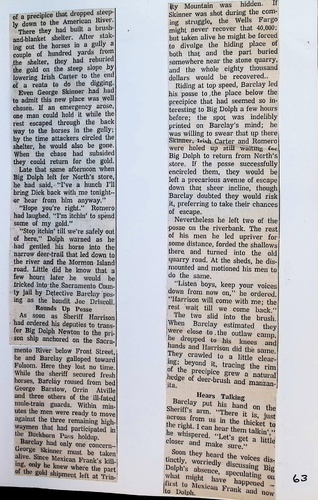 of a precipice that dropped steep-
ly down to the American River.
There they had built a brush-
and-blanket shelter. After stak-
ing out the horses in a gully a
couple of hundred yards from
the shelter, they had relucted
the gold on the steep slope by
lowering Irish Carter to the end
of a reata to do the digging.
Even George Skinner had had
to admit this new place was well
chosen. If an emergency arose,
one man could hold it while the
rest escaped through the back
way to the horses in the gully;
by the time attackers circled the
shelter, he would also be gone.
When the chase had subsided
they could return for the gold.
Late that same afternoon when
Big Dolph left for North's store,
he had said, "I've a hunch I'll
bring Dick back with me tonight—
or hear from him anyway."
"Hope you're right." Romero
had laughed. "I'm itchin' to spend
some of my gold."
"Stop itchin' till we're safely out
of here," Dolph warned as he
had gentled his horse into the
narrow deer-trail that led down to
the river and the Mormon Island
road. Little did he know that a
few hours later he would be
tricked into the Sacramento Coun-
ty jail by Detective Barclay pos-
ing as the bandit Joe Driscoll.
Rounds Up Posse
As soon as Sheriff Harrison
had ordered his deputies to trans-
fer Big Dolph Newton to the pri-
son ship anchored on the Sacra-
mento River below Front Street,
he and Barclay galloped toward
Folsom. Here they lost no time.
While the sheriff secured fresh
horses, Barclay roused from bed
George Barstow, Orrin Atville
and three others of the ill-fated
mule-train guards. Within min-
utes the men were ready to move
against the three remaining high-
waymen that had participated in
the Buckhorn Pass holdup.
Barclay had only one concern—
George Skinner must be taken
alive. Since Mexican Frank's kill-
ing, only he knew where the part
of the gold shipment left at Trin-
ity Mountain was hidden. If
Skinner was shot during the com-
ing struggle, the Wells Fargo
might never recover that 40,000;
but taken alive he might be forced
to divulge the hiding place of
both that and the part buried
somewhere near the stone quarry,
and the whole eighty thousand
dollars would be recovered.
Riding at top speed, Barclay led
his posse to the place below the
precipice that had seemed so in-
teresting to Big Dolph a few hours
before; the spot was indelibly
printed on Barclay's mind; he
was willing to swear that up there
Skinner, Irish Carter and Romero
were holed up still waiting for
Big Dolph to return from North's
store. If the posse successfully
encircled them, they would be
left a precarious avenue of escape
down that sheer incline, though
Barclay doubted they would risk
it, preferring to take their chances
of escape.
Nevertheless he left two of the
posse on the riverbank. The rest
of his men he led upriver for
some distance, forded the shallows
there and turned into the old
quarry road. At the sheds, he dis-
mounted and motioned his men to
do the same.
"Listen boys, keep your voices
down from now on," he ordered.
"Harrison will come with me; the
rest wait till we come back."
The two slid into the brush.
When Barclay estimated they
were close to the outlaw camp,
he dropped to his knees and
hands and Harrison did the same.
They crawled to a little clear-
ing; beyond it, tracing the rim
of the precipice grew a natural
hedge of deer-brush and manzan-
ita.
Hears Talking
Barclay put his hand on the
Sheriff's arm. "There it is, just
across from us in the thicket to
the right. I can hear them talking,"
he whispered. "Let's get a little
closer and make sure."
Soon they heard the voices dis-
tinctly, worriedly discussing Big
Dolph's absence, speculating on
what might have happened
to Dolph. now
63